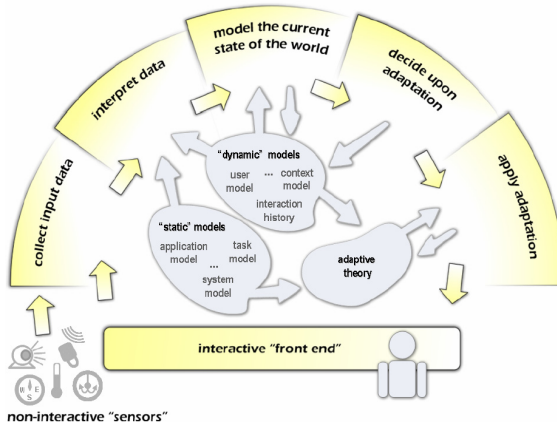 model the current
state of the world
interpret data
decide upon
adaptation
collect input data
apply adaptation
"dynamic" models
user
model
...
context
model
interaction
history
"static" models
application
model
task
model
...
system
model
adaptive
theory
interactive "front end"
W
E
S
non-interactive "sensors"